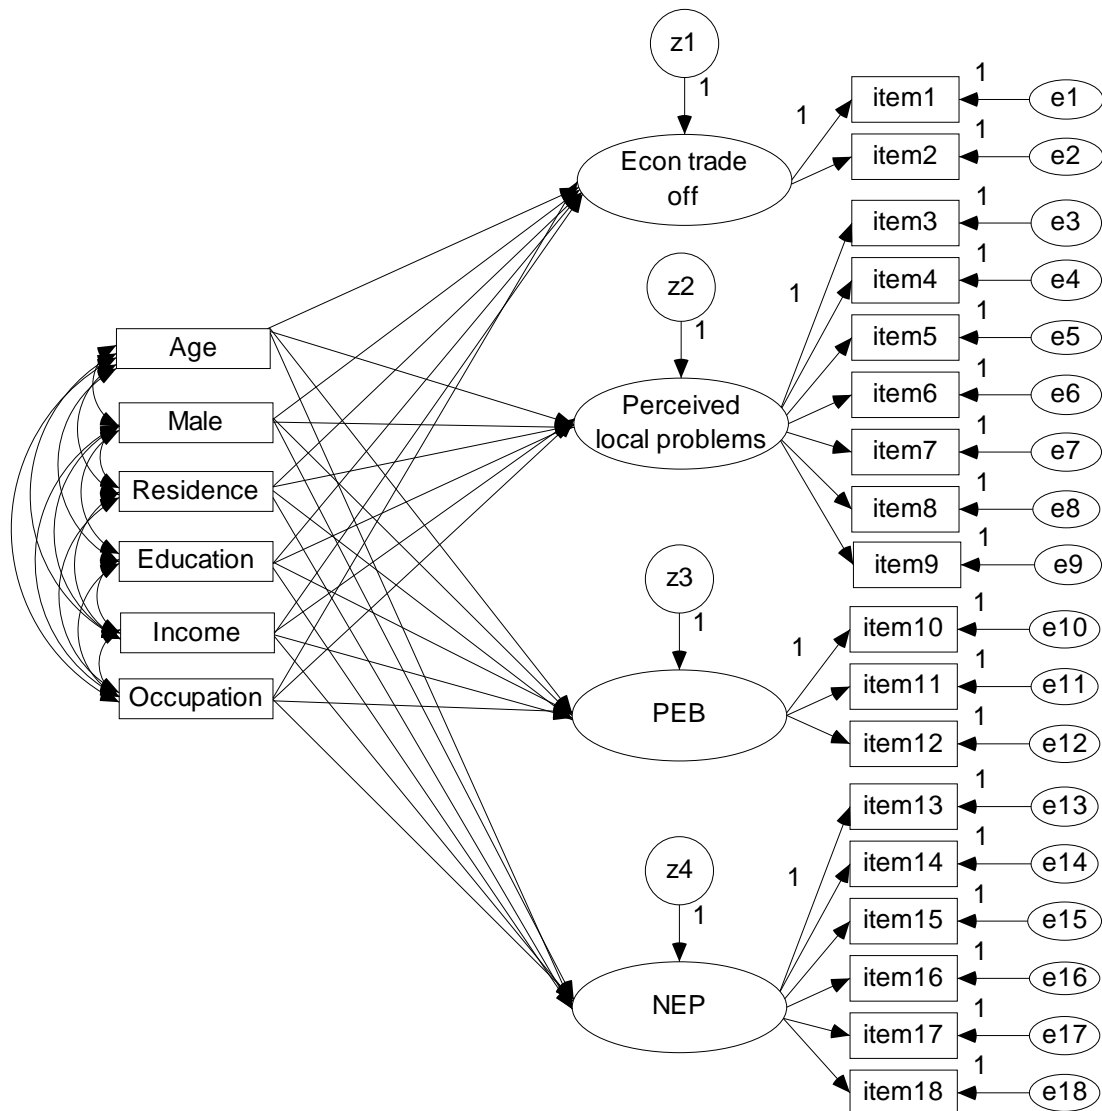 z1
1
Econ trade
off
1
item1
1
e1
item2
1
e2
item3
1
e3
z2
1
Perceived
local problems
1
item4
1
e4
item5
1
e5
item6
1
e6
item7
1
e7
item8
1
e8
item9
1
e9
Age
Male
Residence
Education
Income
Occupation
z3
1
PEB
1
item10
1
e10
item11
1
e11
item12
1
e12
z4
1
NEP
1
item13
1
e13
item14
1
e14
item15
1
e15
item16
1
e16
item17
1
e17
item18
1
e18